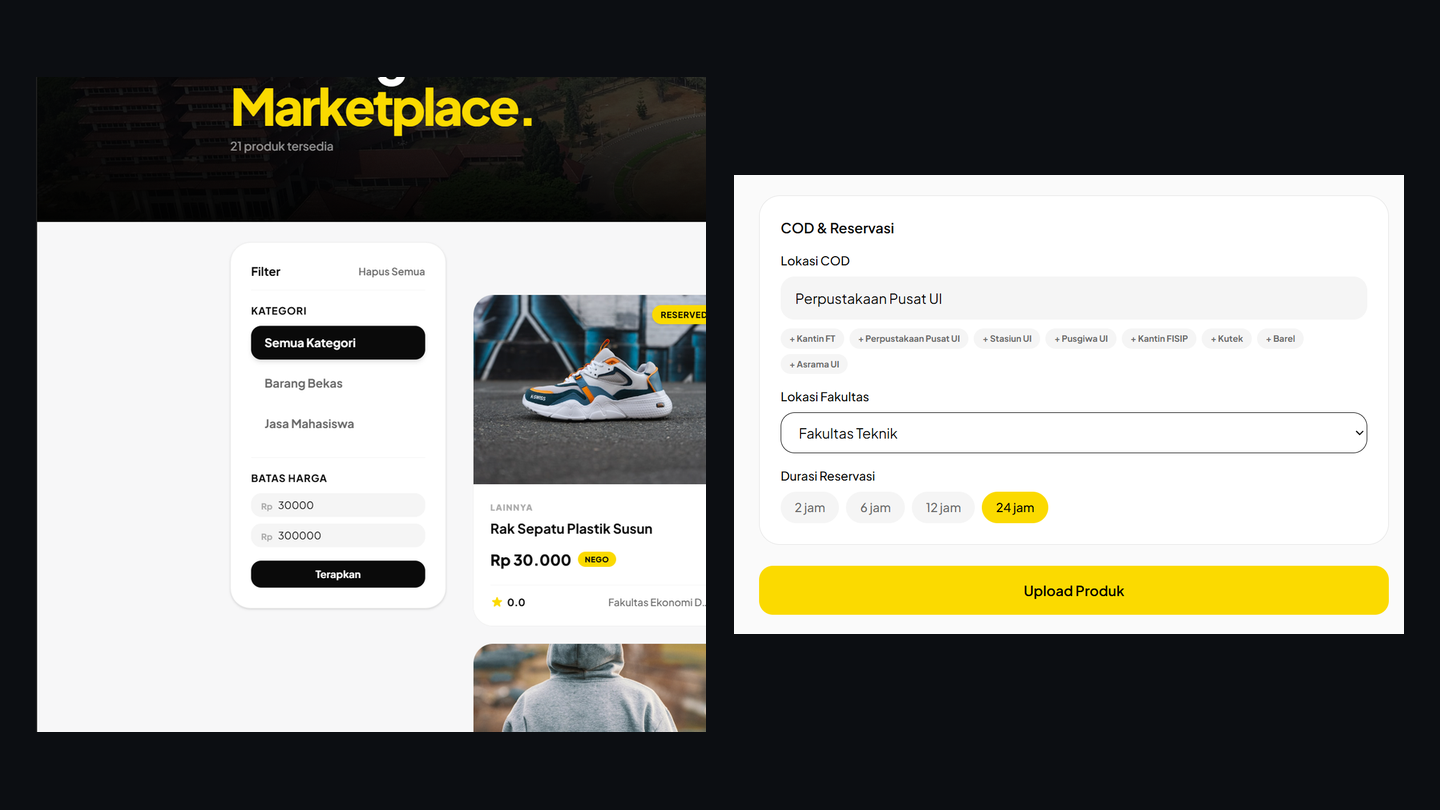 Marketplace.
21 produk tersedia
Filter
Hapus Semua
KATEGORI
Semua Kategori
Barang Bekas
Jasa Mahasiswa
BATAS HARGA
Rp 30000
Rp 300000
Terapkan
RESERVED
LAINNYA
Rak Sepatu Plastik Susun
Rp 30.000 NEGO
0.0
Fakultas Ekonomi D..
COD & Reservasi
Lokasi COD
Perpustakaan Pusat UI
+ Kantin FT + Perpustakaan Pusat UI + Stasiun UI + Pusgiwa UI + Kantin FISIP + Kutek + Barel
+ Asrama UI
Lokasi Fakultas
Fakultas Teknik
Durasi Reservasi
2 jam 6 jam 12 jam 24 jam
Upload Produk